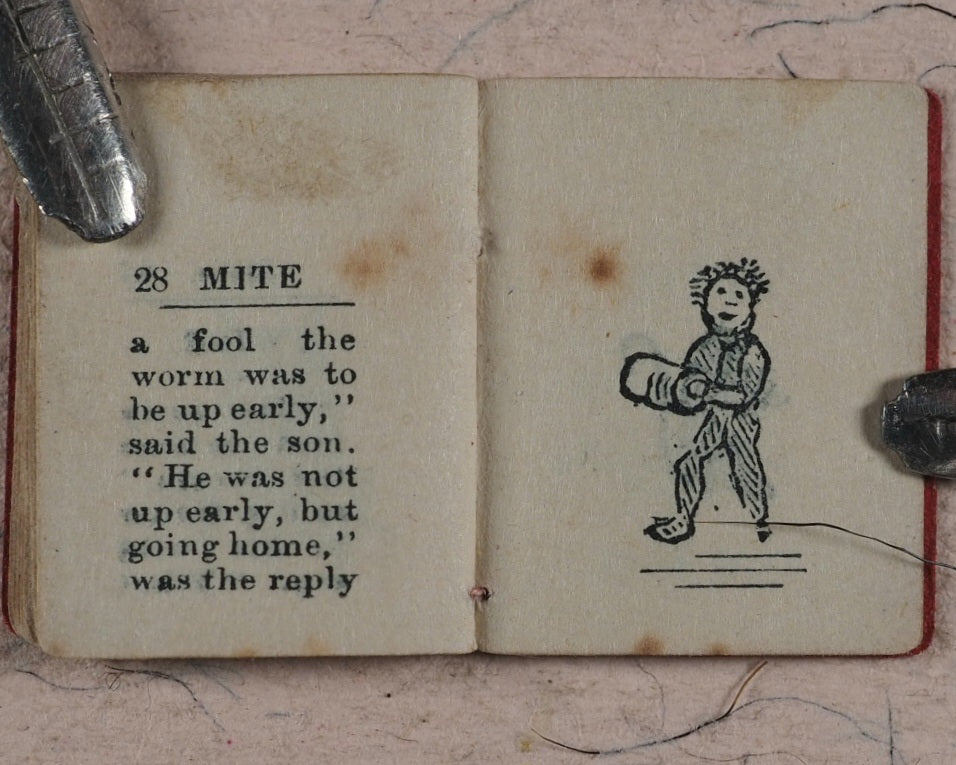 28 MITE
a fool the
worm was to
be up early,”
said the son.
“He was not
up early, but
going home,”
was the reply